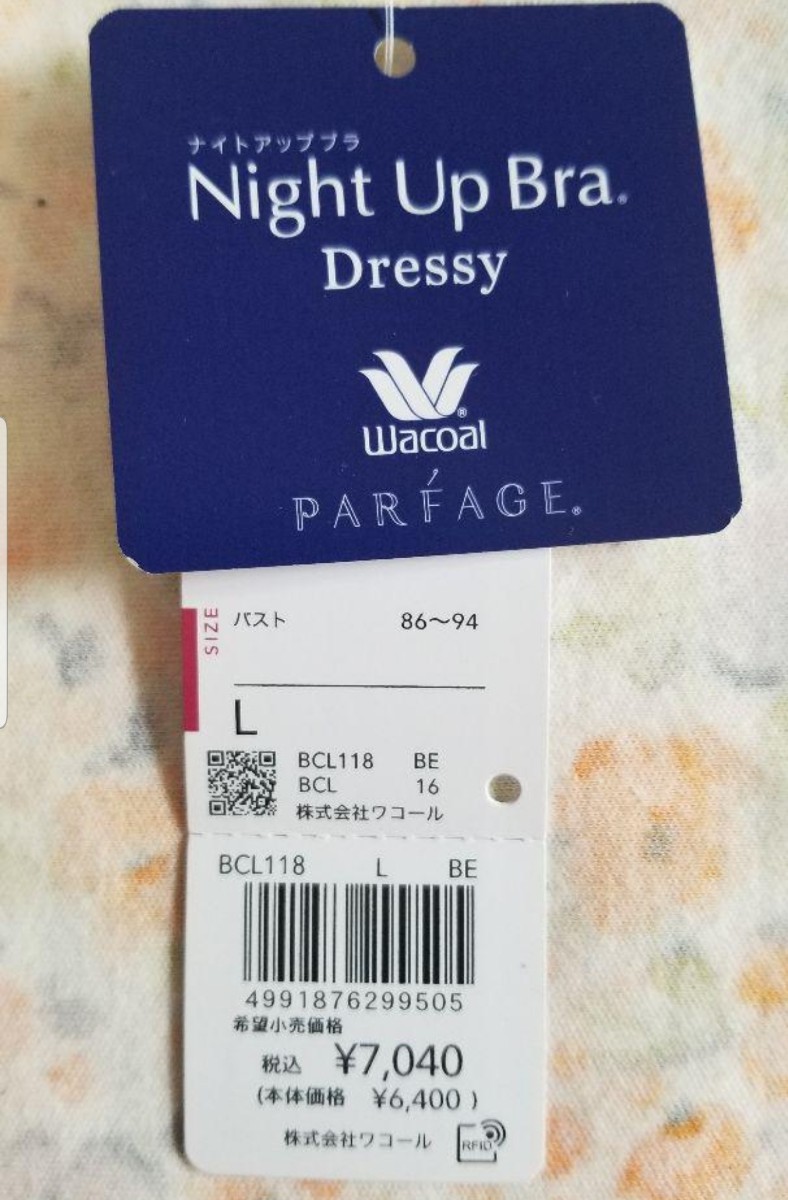 ナイトアップブラ
Night Up Bra®
Dressy
Wacoal®
PARFÁGE®
SIZE
バスト 86〜94
L
BCL118 BE
BCL 16
株式会社ワコール
BCL118 L BE
4991876299505
希望小売価格
税込 ¥7,040
(本体価格 ¥6,400)
株式会社ワコール
RFID